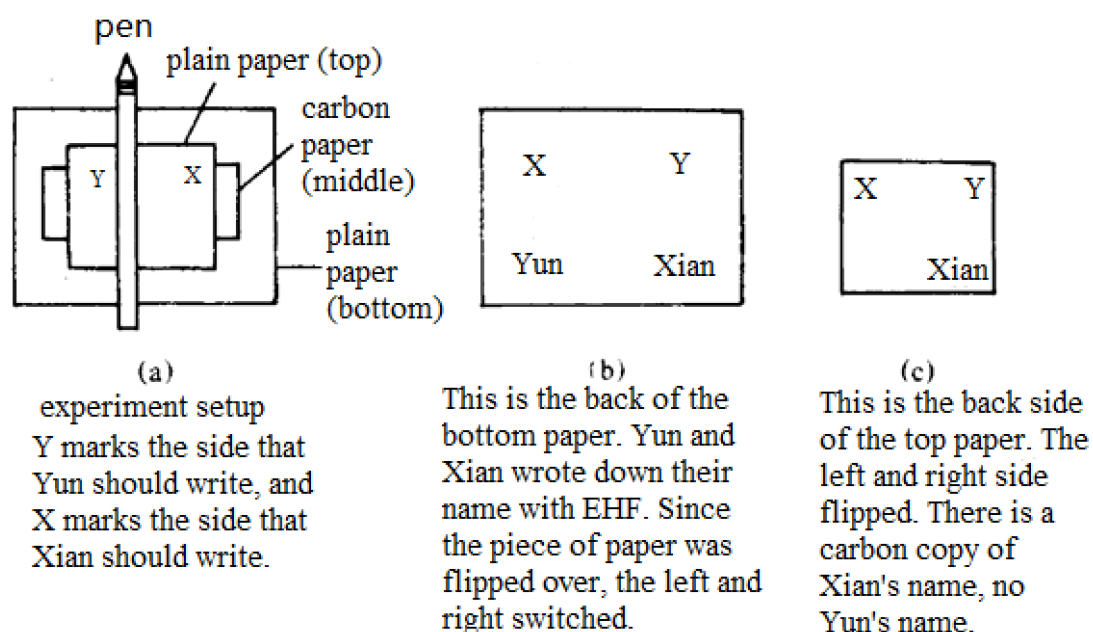 pen
plain paper (top)
carbon
paper
(middle)
plain
paper
(bottom)
Y X
X Y
Yun Xian
X Y
Xian
(a)
experiment setup
Y marks the side that
Yun should write, and
X marks the side that
Xian should write.
(b)
This is the back of the
bottom paper. Yun and
Xian wrote down their
name with EHF. Since
the piece of paper was
flipped over, the left and
right switched.
(c)
This is the back side
of the top paper. The
left and right side
flipped. There is a
carbon copy of
Xian's name, no
Yun's name.